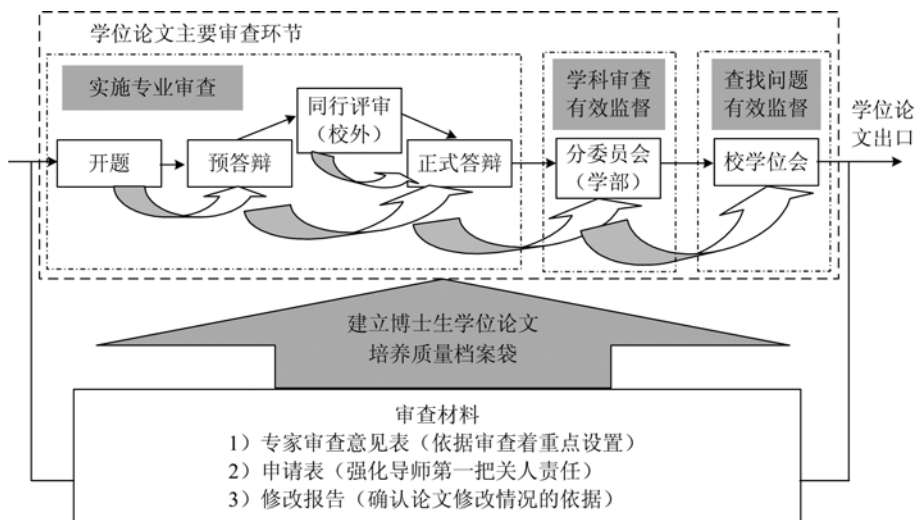 学位论文主要审查环节
实施专业审查
学科审查
有效监督
查找问题
有效监督
学位论
文出口
开题
预答辩
同行评审
（校外）
正式答辩
分委员会
（学部）
校学位会
建立博士生学位论文
培养质量档案袋
审查材料
1）专家审查意见表（依据审查着重点设置）
2）申请表（强化导师第一把关人责任）
3）修改报告（确认论文修改情况的依据）